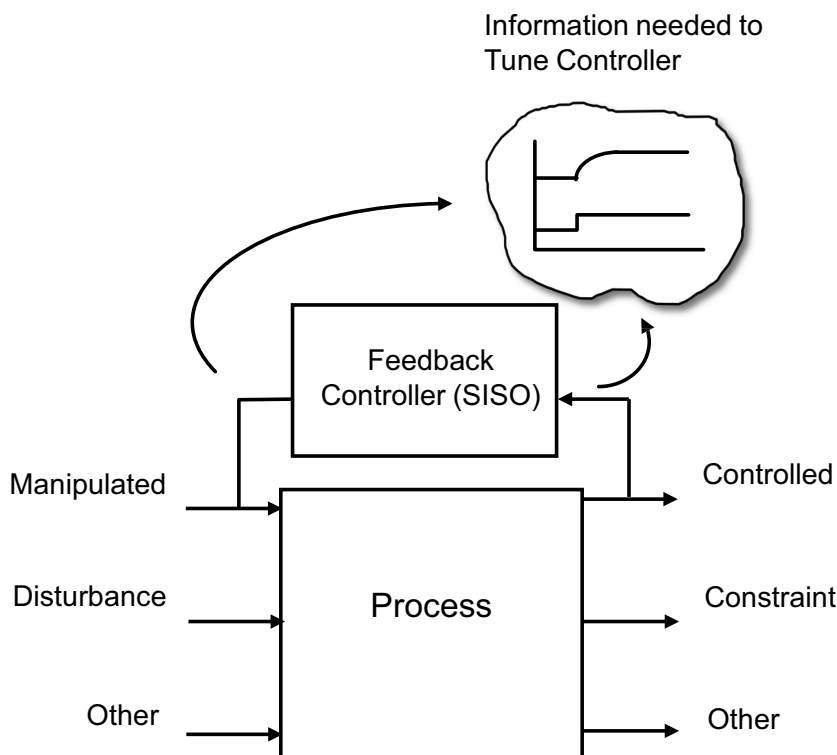 Information needed to
Tune Controller
Feedback
Controller (SISO)
Manipulated
Controlled
Disturbance
Process
Constraint
Other
Other